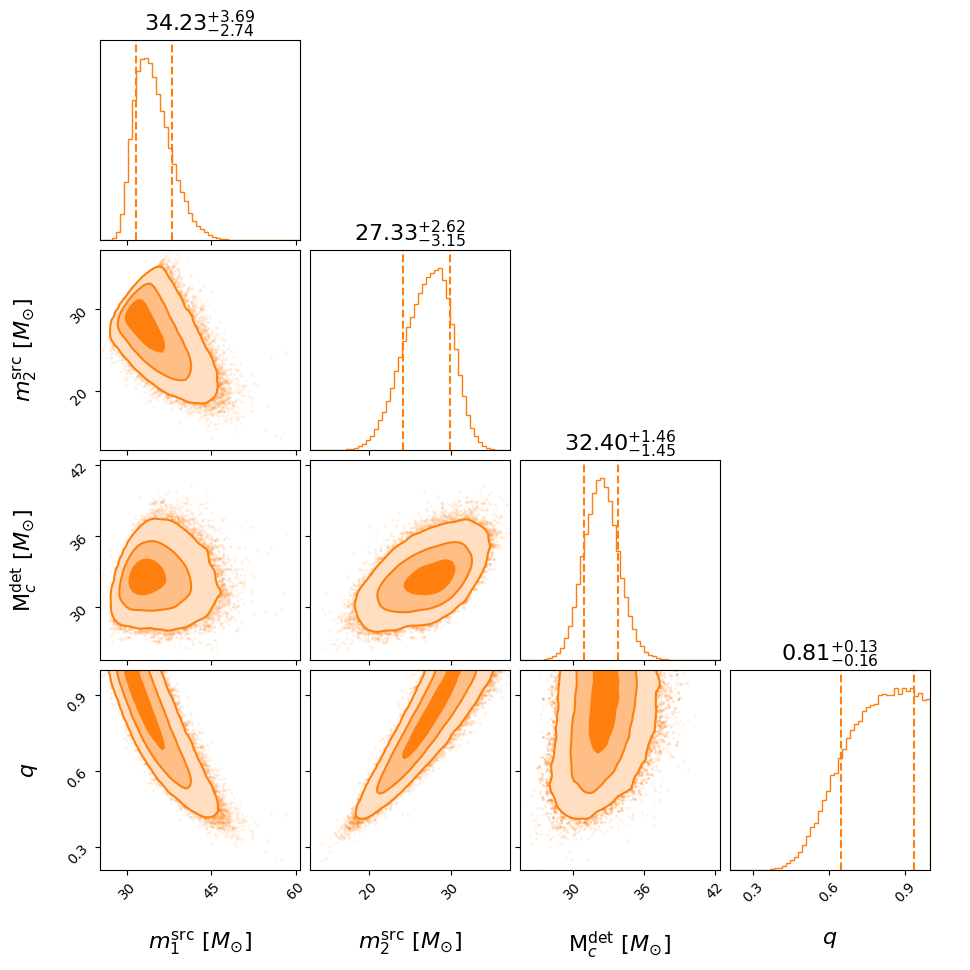 34.23^{+3.69}_{-2.74}
27.33^{+2.62}_{-3.15}
m_2^{src} [M_⊙]
30
20
32.40^{+1.46}_{-1.45}
M_c^{det} [M_⊙]
42
36
30
0.81^{+0.13}_{-0.16}
q
0.9
0.6
0.3
30 45 60 20 30 30 36 42 0.3 0.6 0.9
m_1^{src} [M_⊙] m_2^{src} [M_⊙] M_c^{det} [M_⊙] q